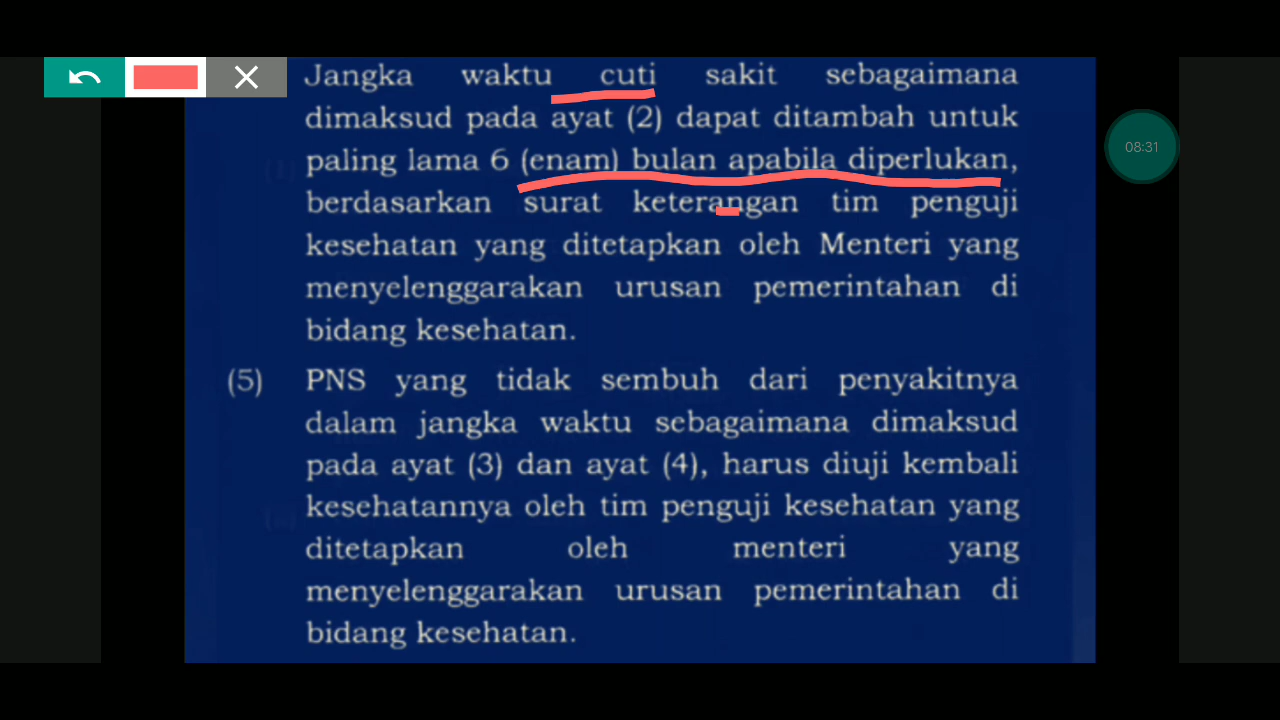 Jangka waktu cuti sakit sebagaimana
dimaksud pada ayat (2) dapat ditambah untuk
paling lama 6 (enam) bulan apabila diperlukan,
berdasarkan surat keterangan tim penguji
kesehatan yang ditetapkan oleh Menteri yang
menyelenggarakan urusan pemerintahan di
bidang kesehatan.
(5) PNS yang tidak sembuh dari penyakitnya
dalam jangka waktu sebagaimana dimaksud
pada ayat (3) dan ayat (4), harus diuji kembali
kesehatannya oleh tim penguji kesehatan yang
ditetapkan oleh menteri yang
menyelenggarakan urusan pemerintahan di
bidang kesehatan.
08:31